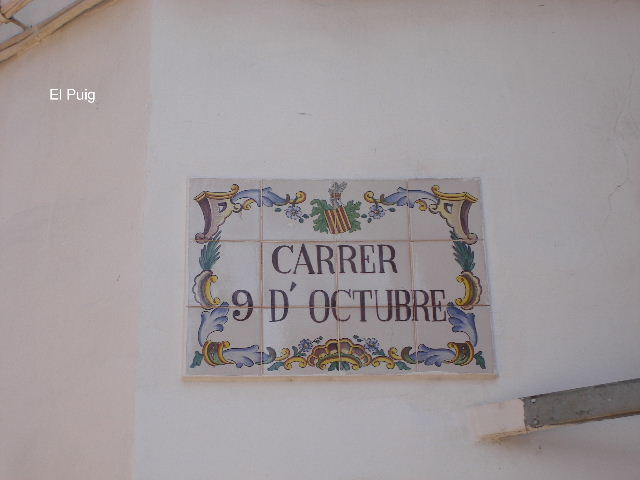 El Puig
CARRER
9 D' OCTUBRE